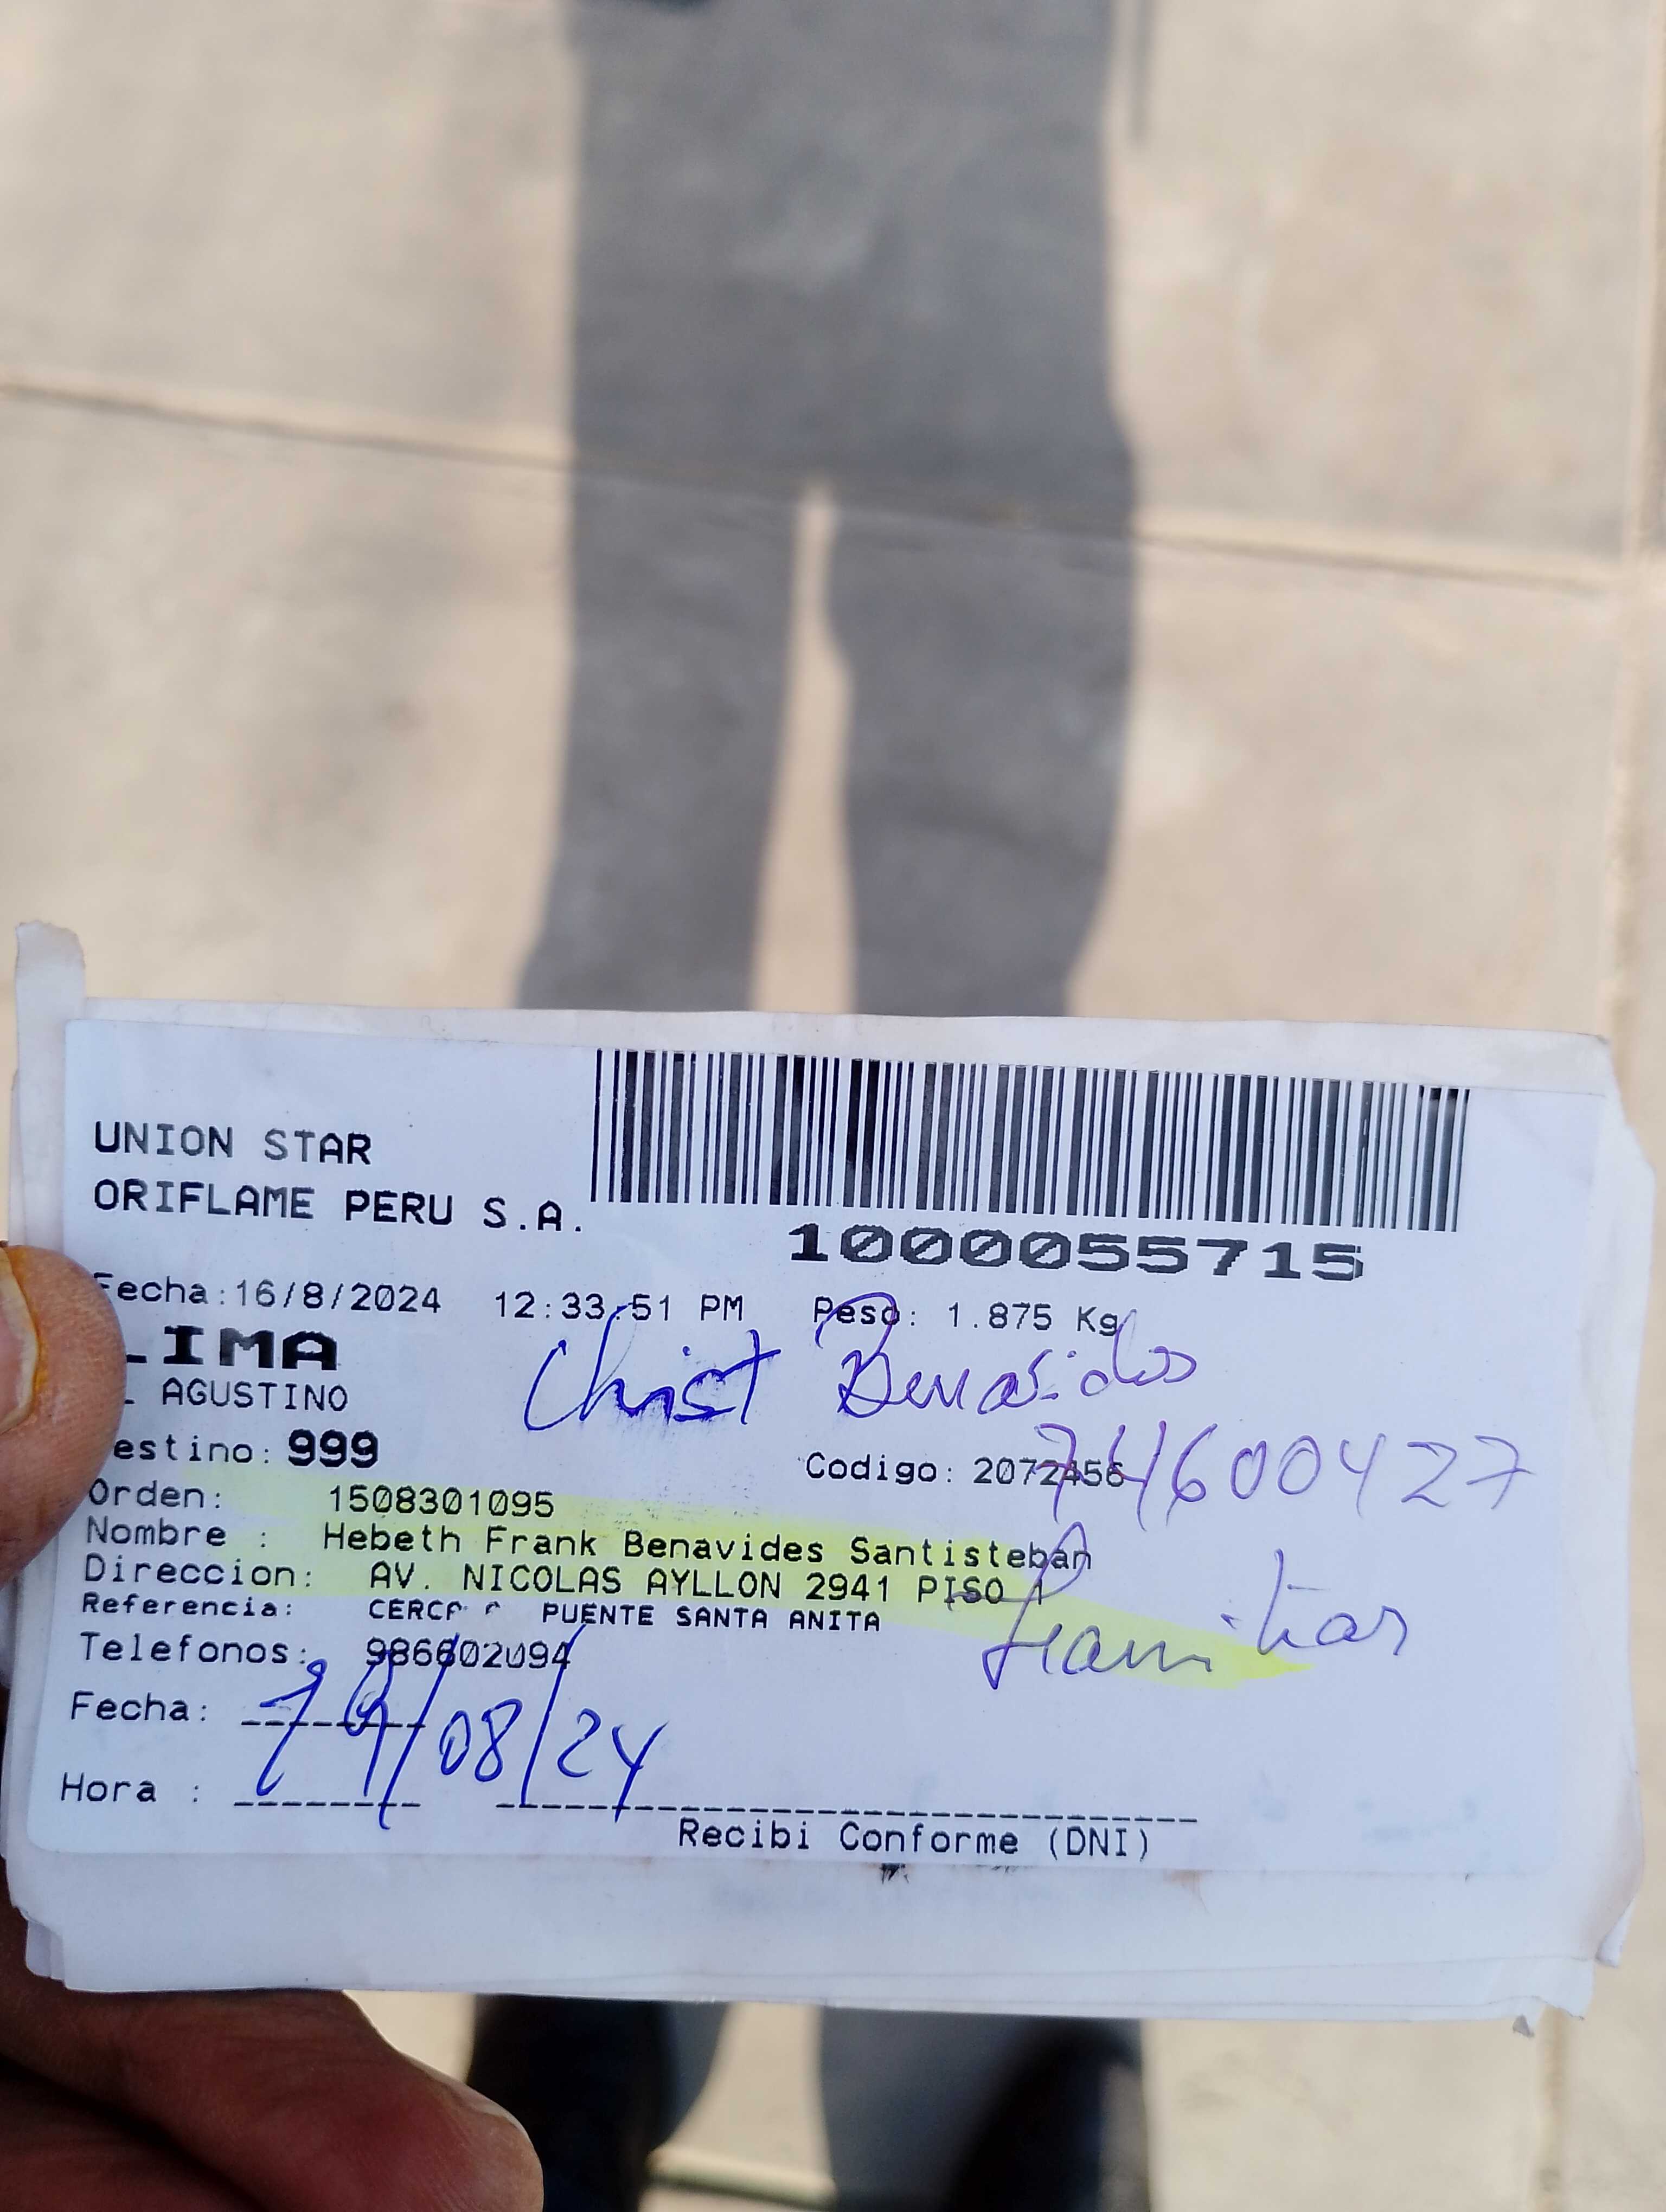 UNION STAR
ORIFLAME PERU S.A.
1000055715
Fecha:16/8/2024 12:33:51 PM Peso: 1.875 Kg
LIMA
AGUSTINO
Christ Benavides
estino: 999
Codigo: 2072456
74600427
Orden: 1508301095
Nombre : Hebeth Frank Benavides Santisteban
Direccion: AV. NICOLAS AYLLON 2941 PISO 1
Referencia: CERCA PUENTE SANTA ANITA
Familiar
Telefonos: 986602094
Fecha: 19/08/24
Hora :
Recibi Conforme (DNI)